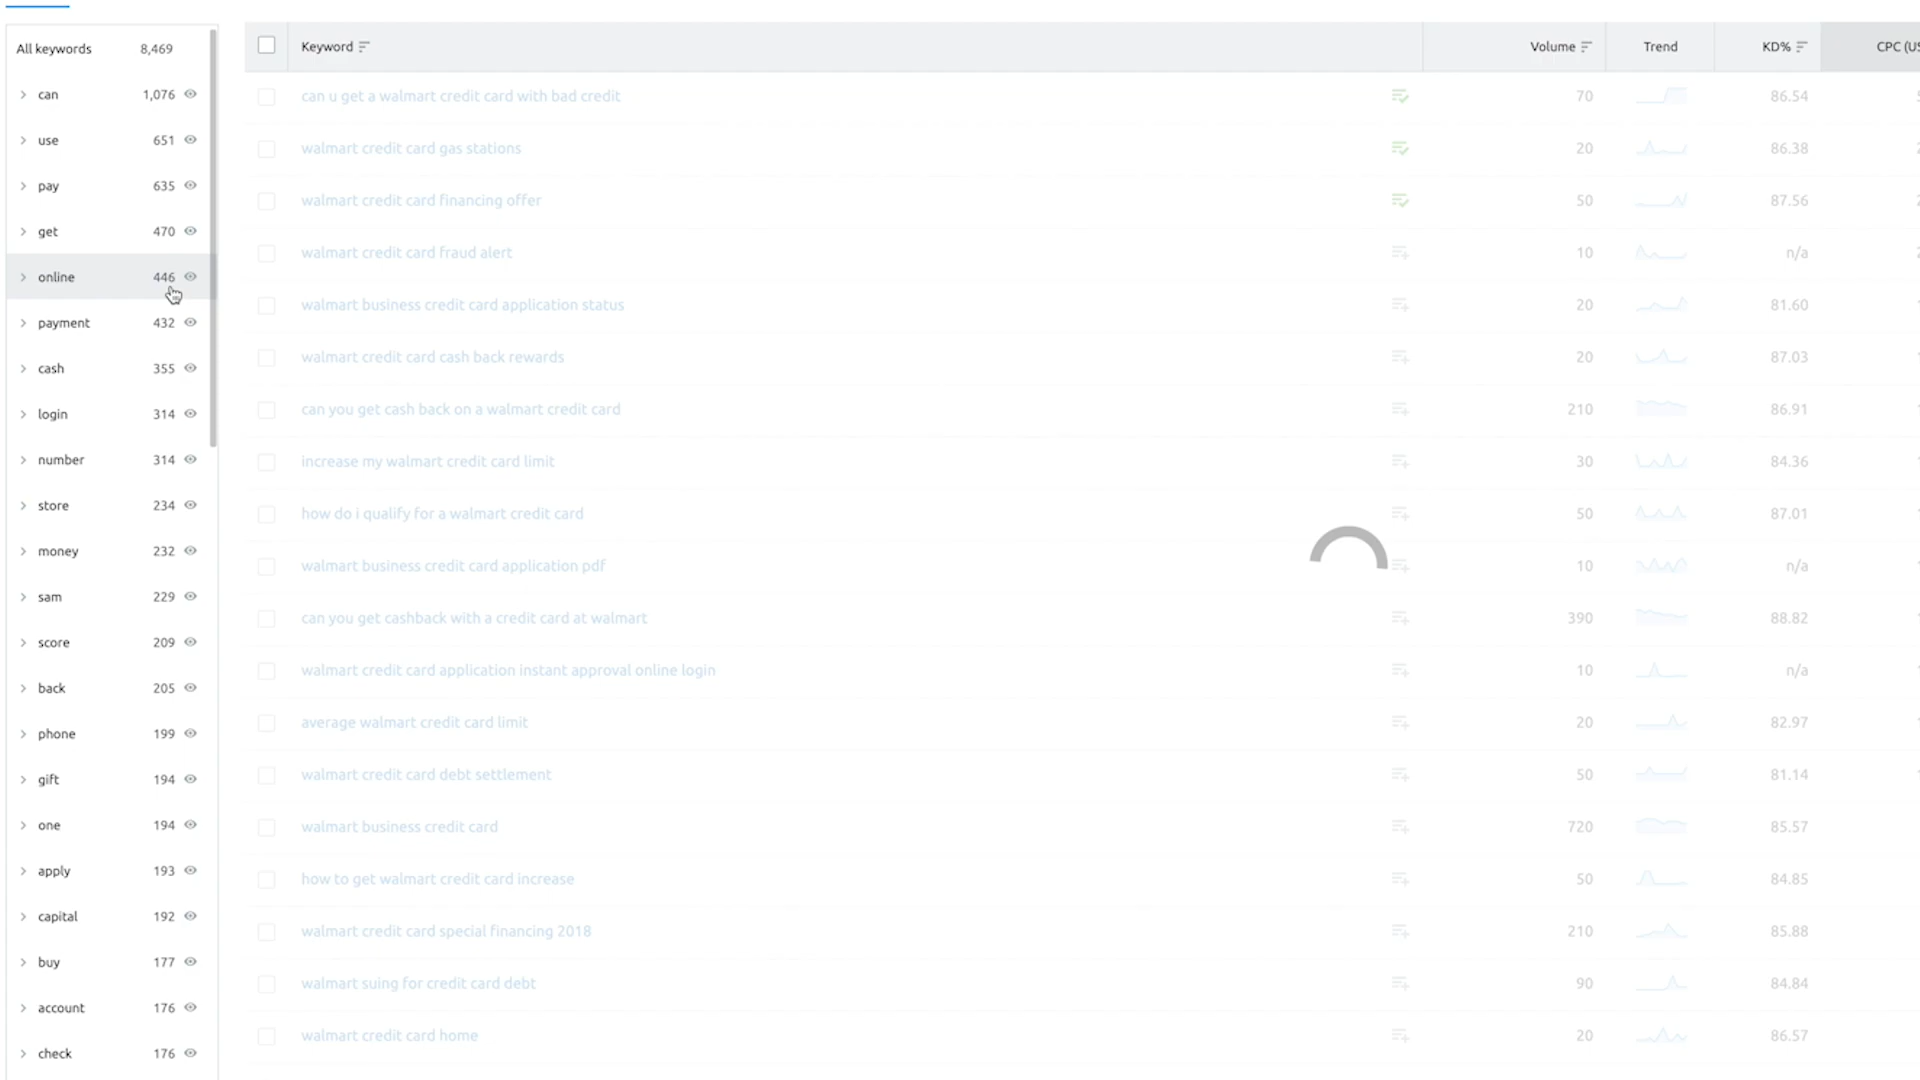 All keywords 8,469
can 1,076
use 651
pay 635
get 470
online 446
payment 432
cash 355
login 314
number 314
store 234
money 232
sam 229
score 209
back 205
phone 199
gift 194
one 194
apply 193
capital 192
buy 177
account 176
check 176
Keyword Volume Trend KD% CPC (US
can u get a walmart credit card with bad credit 70 86.54
walmart credit card gas stations 20 86.38
walmart credit card financing offer 50 87.56
walmart credit card fraud alert 10 n/a
walmart business credit card application status 20 81.60
walmart credit card cash back rewards 20 87.03
can you get cash back on a walmart credit card 210 86.91
increase my walmart credit card limit 30 84.36
how do i qualify for a walmart credit card 50 87.01
walmart business credit card application pdf 10 n/a
can you get cashback with a credit card at walmart 390 88.82
walmart credit card application instant approval online login 10 n/a
average walmart credit card limit 20 82.97
walmart credit card debt settlement 50 81.14
walmart business credit card 720 85.57
how to get walmart credit card increase 50 84.85
walmart credit card special financing 2018 210 85.88
walmart suing for credit card debt 90 84.84
walmart credit card home 20 86.57